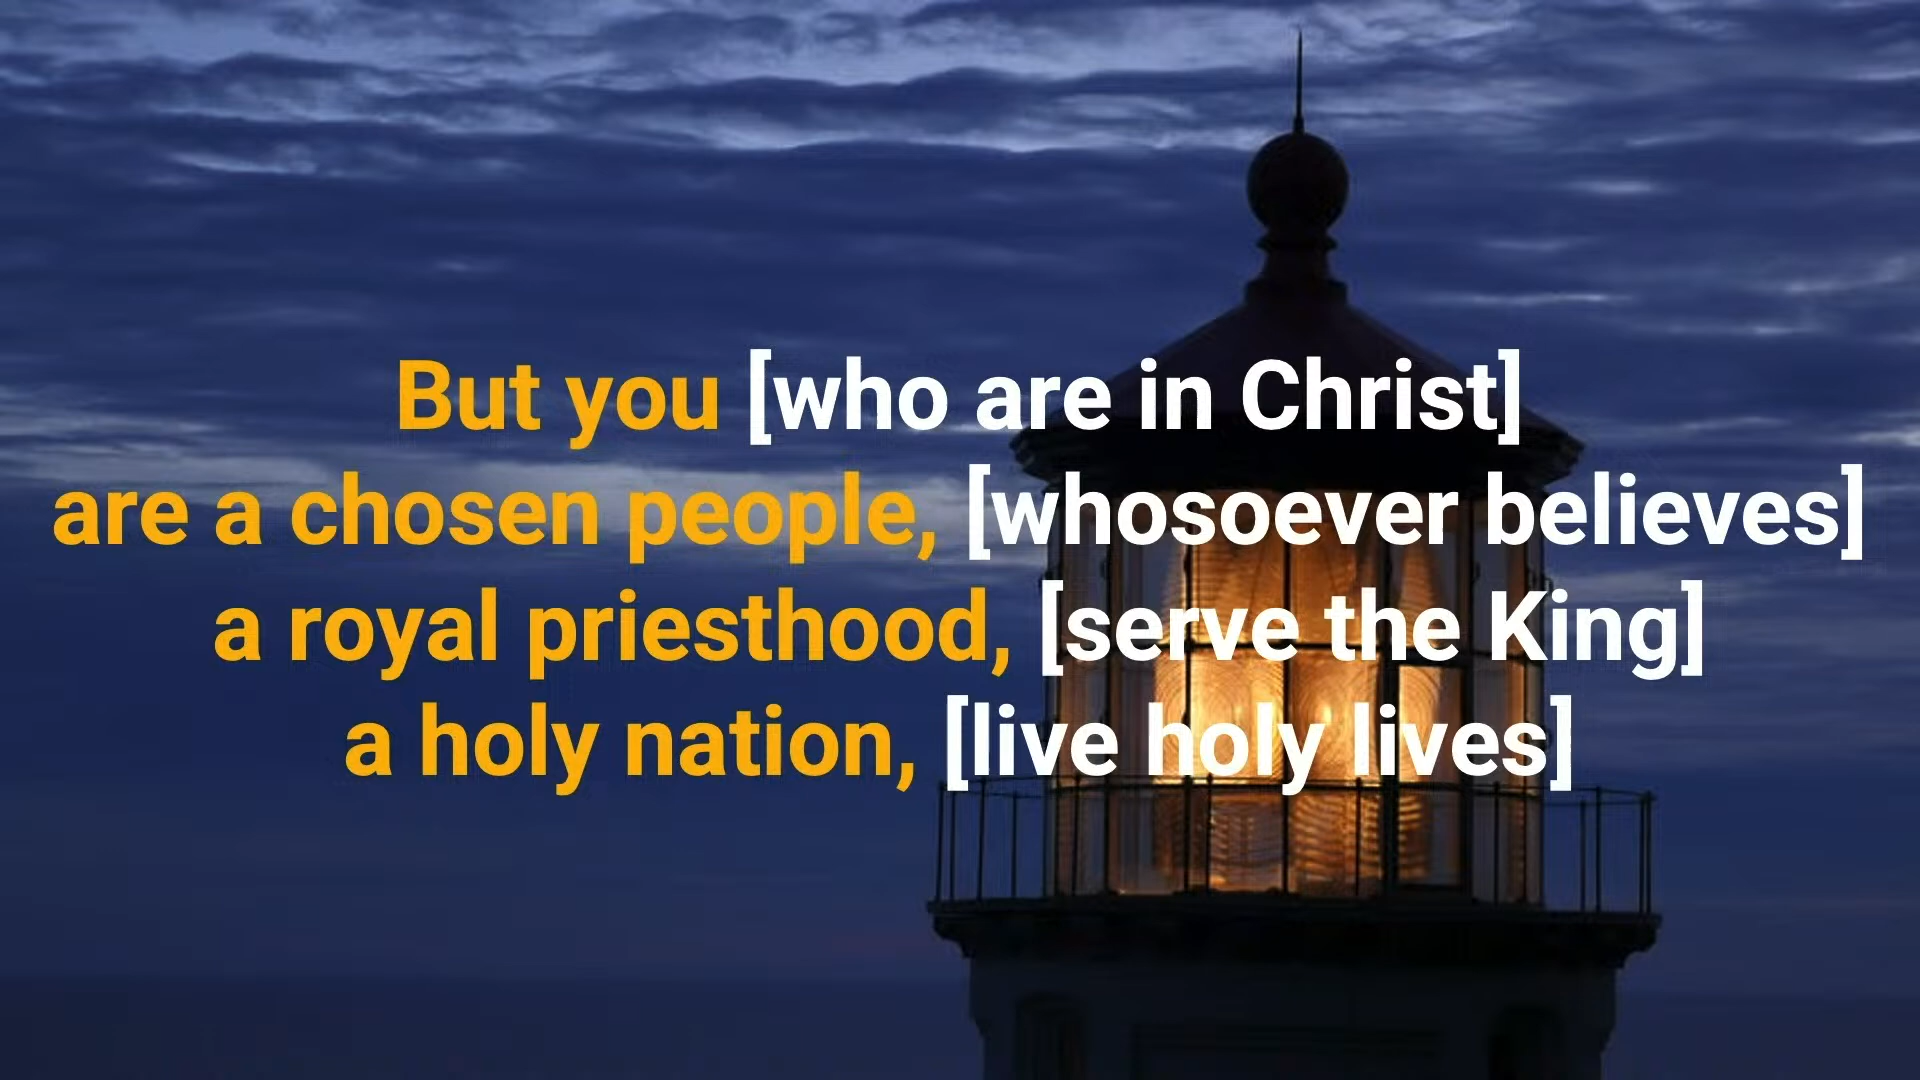 But you [who are in Christ]
are a chosen people, [whosoever believes]
a royal priesthood, [serve the King]
a holy nation, [live holy lives]